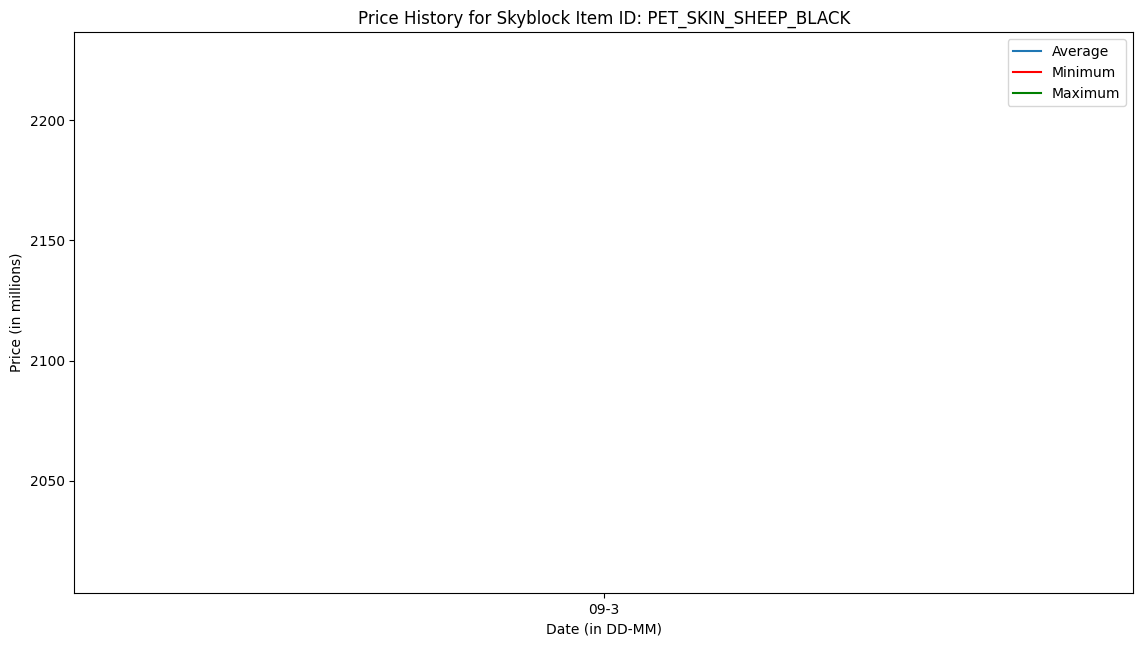 Price History for Skyblock Item ID: PET_SKIN_SHEEP_BLACK
Average
Minimum
Maximum
2200
2150
2100
2050
Price (in millions)
09-3
Date (in DD-MM)